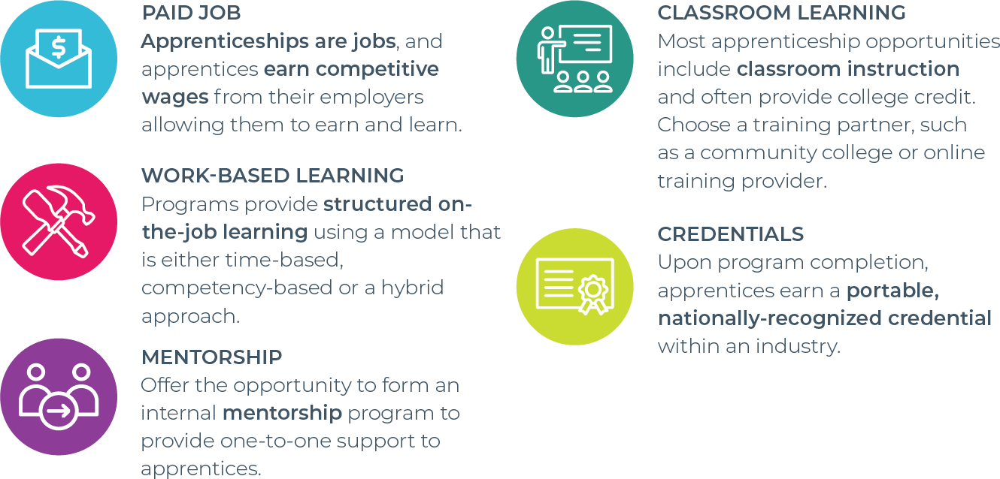 PAID JOB
Apprenticeships are jobs, and
apprentices earn competitive
wages from their employers
allowing them to earn and learn.
WORK-BASED LEARNING
Programs provide structured on-
the-job learning using a model that
is either time-based,
competency-based or a hybrid
approach.
MENTORSHIP
Offer the opportunity to form an
internal mentorship program to
provide one-to-one support to
apprentices.
CLASSROOM LEARNING
Most apprenticeship opportunities
include classroom instruction
and often provide college credit.
Choose a training partner, such
as a community college or online
training provider.
CREDENTIALS
Upon program completion,
apprentices earn a portable,
nationally-recognized credential
within an industry.
$